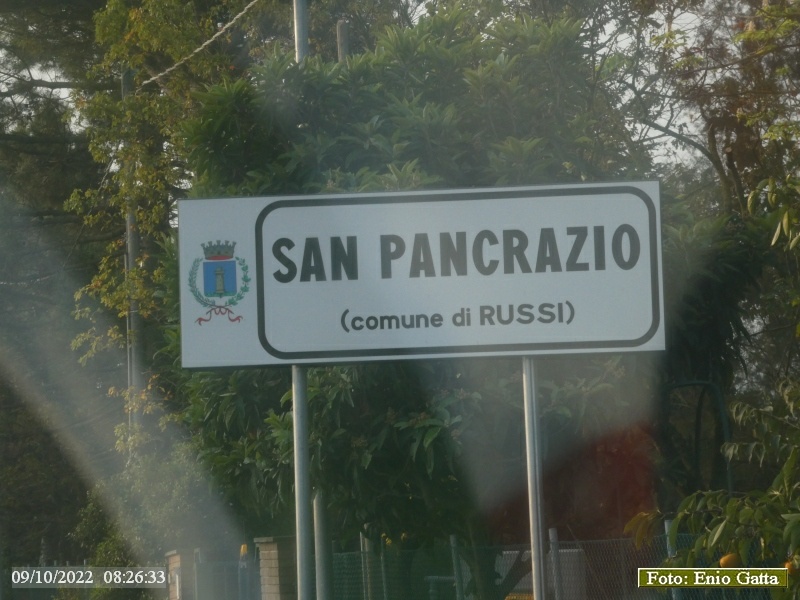 SAN PANCRAZIO
(comune di RUSSI)
09/10/2022 08:26:33
Foto: Enio Gatta